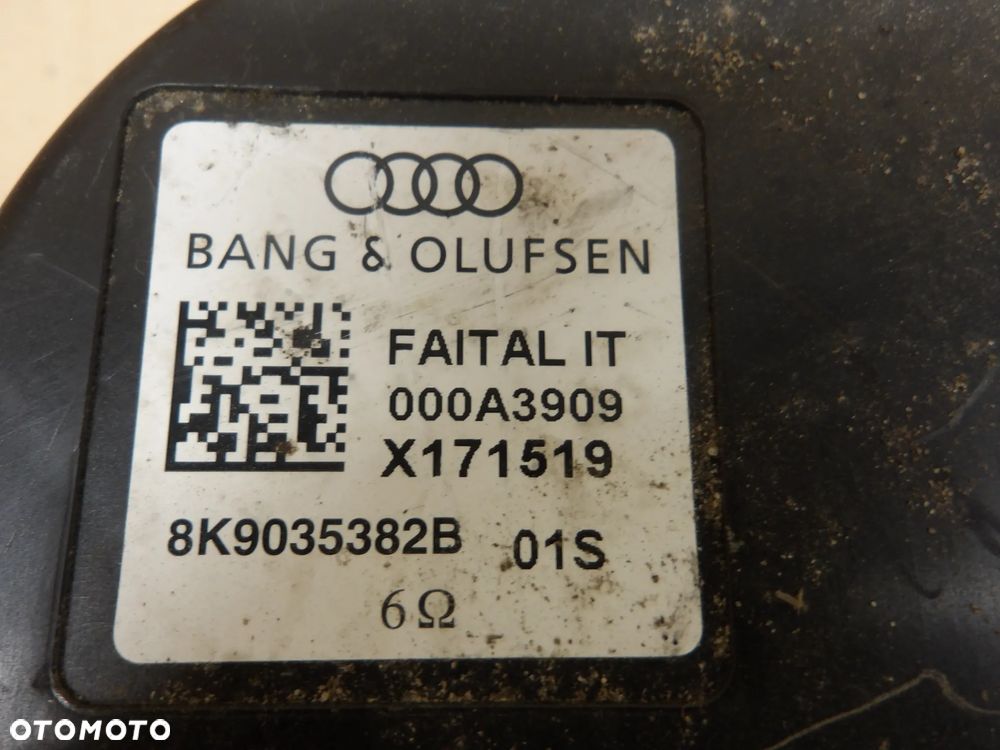 BANG & OLUFSEN
FAITAL IT
000A3909
X171519
8K9035382B 01S
6Ω
OTOMOTO